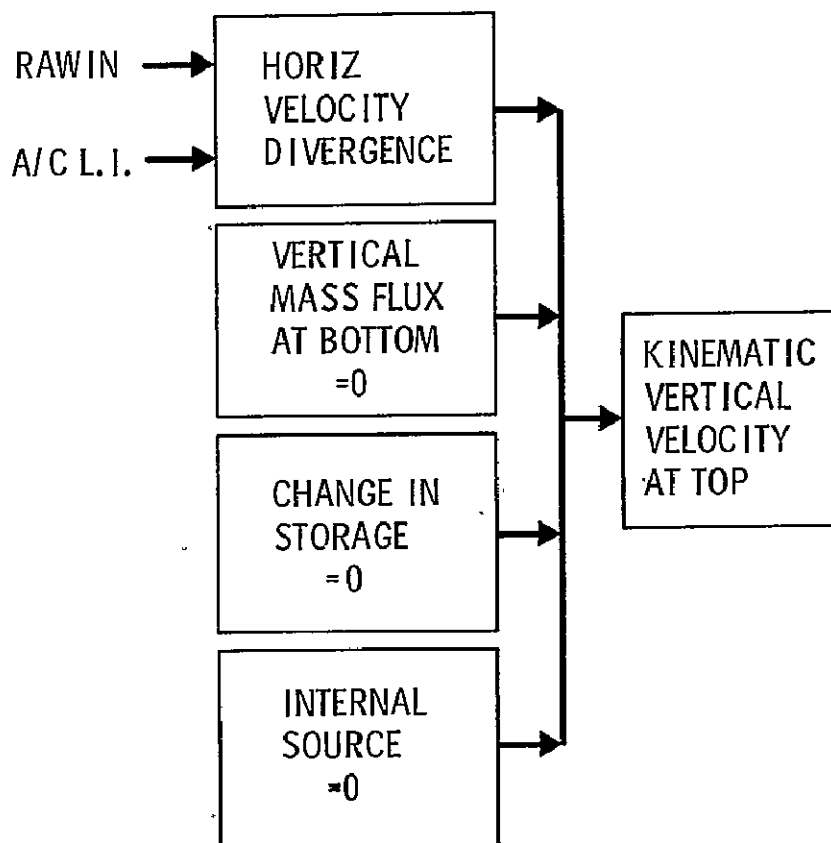 RAWIN
A/C L.I.
HORIZ
VELOCITY
DIVERGENCE
VERTICAL
MASS FLUX
AT BOTTOM
=0
CHANGE IN
STORAGE
=0
INTERNAL
SOURCE
=0
KINEMATIC
VERTICAL
VELOCITY
AT TOP